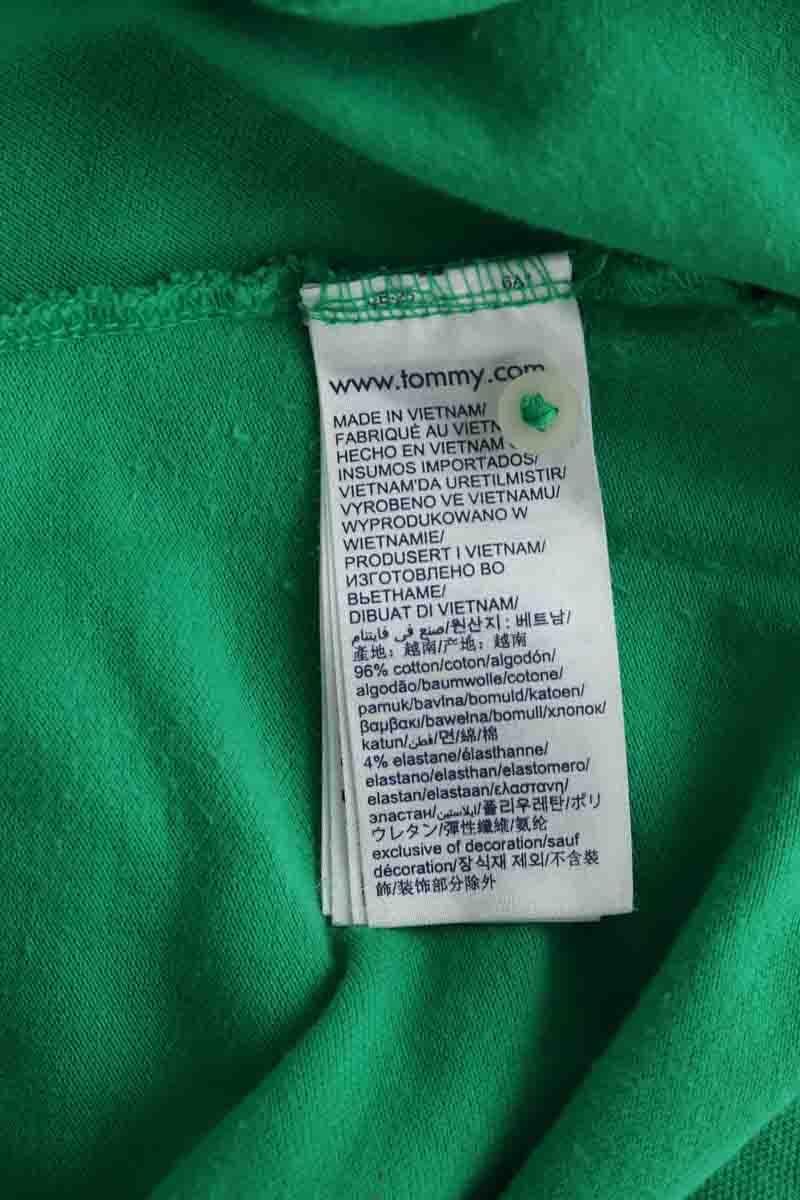 www.tommy.com
MADE IN VIETNAM/
FABRIQUÉ AU
HECHO EN VIETNAM
INSUMOS IMPORTADOS/
VIETNAM'DA URETILMISTIR/
VYROBENO VE VIETNAMU/
WYPRODUKOWANO W
WIETNAMIE/
PRODUSERT I VIETNAM/
ИЗГОТОВЛЕНО ВО
ВЬЕТНАМЕ/
DIBUAT DI VIETNAM/
صنع في فايتنام/원산지 : 베트남/
產地：越南/产地：越南
96% cotton/coton/algodón/
algodão/baumwolle/cotone/
pamuk/bavlna/bomuld/katoen/
βαμβακι/bawełna/bomull/хлопок/
katun/قطن/면/綿/棉
4% elastane/élasthanne/
elastano/elasthan/elastomero/
elastan/elastaan/ελαστανη/
эластан/ايلاستين/폴리우레탄/ポリ
ウレタン/彈性纖維/氨纶
exclusive of decoration/sauf
décoration/장식재 제외/不含裝
飾/装饰部分除外